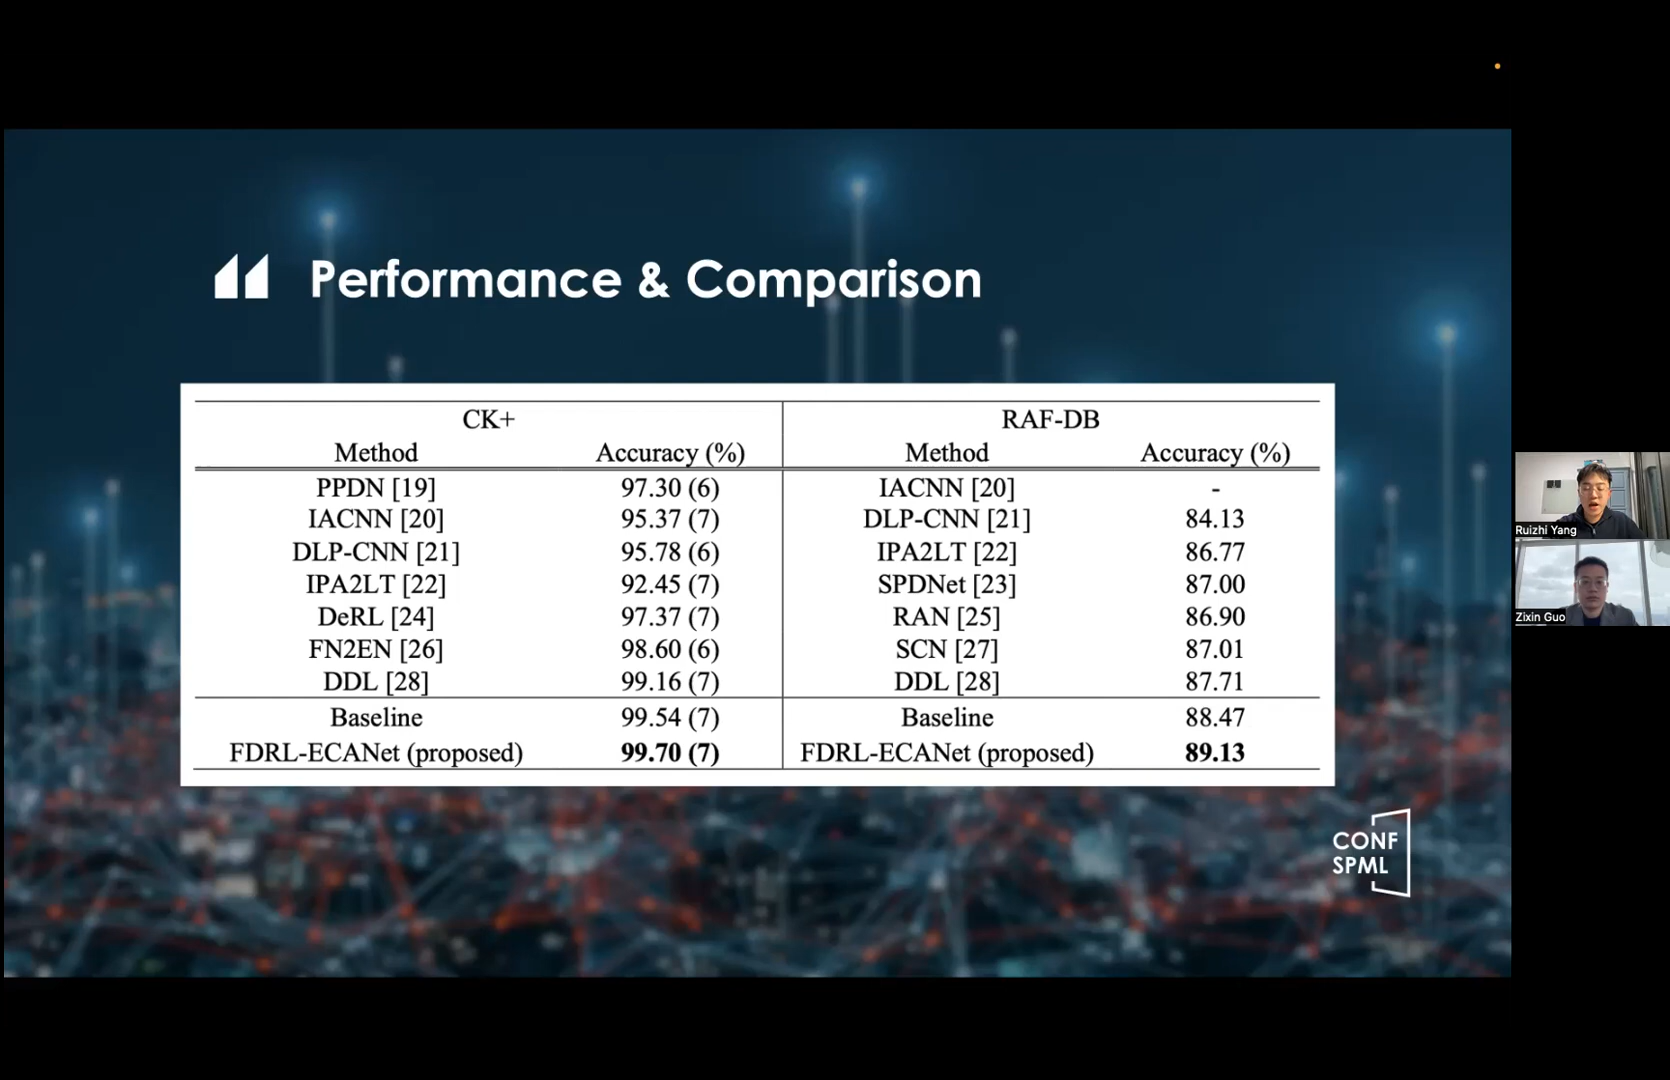 Performance & Comparison
CK+ RAF-DB
Method Accuracy (%) Method Accuracy (%)
PPDN [19] 97.30 (6) IACNN [20] -
IACNN [20] 95.37 (7) DLP-CNN [21] 84.13
DLP-CNN [21] 95.78 (6) IPA2LT [22] 86.77
IPA2LT [22] 92.45 (7) SPDNet [23] 87.00
DeRL [24] 97.37 (7) RAN [25] 86.90
FN2EN [26] 98.60 (6) SCN [27] 87.01
DDL [28] 99.16 (7) DDL [28] 87.71
Baseline 99.54 (7) Baseline 88.47
FDRL-ECANet (proposed) 99.70 (7) FDRL-ECANet (proposed) 89.13
CONF
SPML
Ruizhi Yang
Zixin Guo